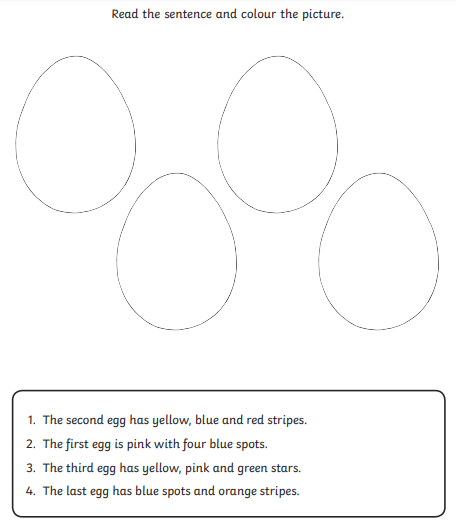 Read the sentence and colour the picture.
1. The second egg has yellow, blue and red stripes.
2. The first egg is pink with four blue spots.
3. The third egg has yellow, pink and green stars.
4. The last egg has blue spots and orange stripes.